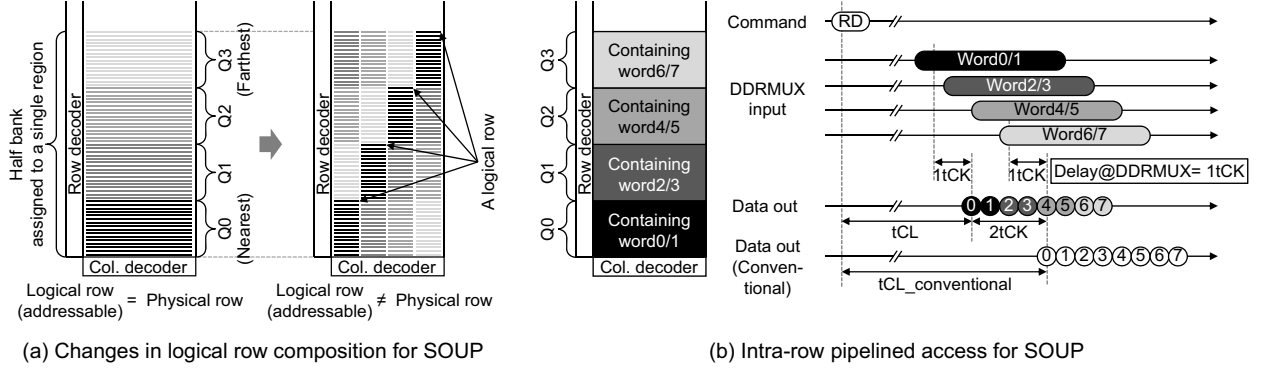 Half bank
assigned to a single region
Row decoder
Q3
(Farthest)
Q2
Q1
Q0
(Nearest)
Col. decoder
Logical row
(addressable)
=
Physical row
Row decoder
A logical row
Col. decoder
Logical row
(addressable)
≠
Physical row
(a) Changes in logical row composition for SOUP
Q3
Q2
Q1
Q0
Row decoder
Containing
word6/7
Containing
word4/5
Containing
word2/3
Containing
word0/1
Col. decoder
Command
RD
DDRMUX
input
Word0/1
Word2/3
Word4/5
Word6/7
1tCK
1tCK
Delay@DDRMUX= 1tCK
Data out
0 1 2 3 4 5 6 7
tCL
2tCK
Data out
(Conven-
tional)
0 1 2 3 4 5 6 7
tCL_conventional
(b) Intra-row pipelined access for SOUP